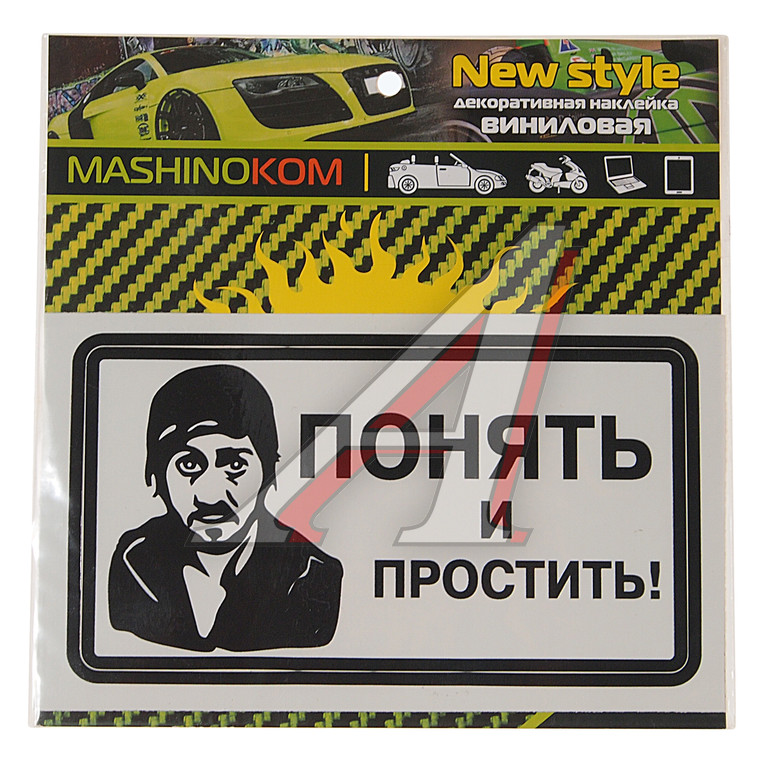 New style
декоративная наклейка
виниловая
MASHINOKOM
ПОНЯТЬ
И
ПРОСТИТЬ!